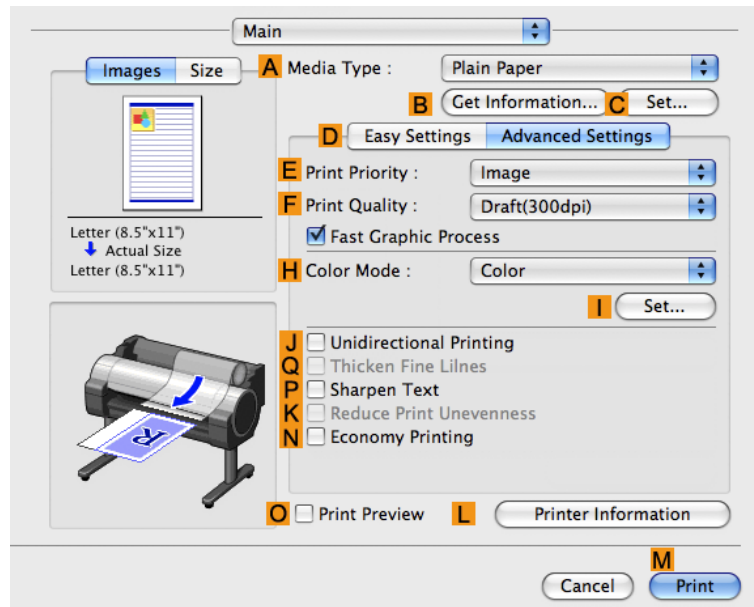 Main
Images Size A Media Type : Plain Paper
B Get Information... C Set...
D Easy Settings Advanced Settings
E Print Priority : Image
F Print Quality : Draft(300dpi)
Fast Graphic Process
Letter (8.5"x11")
Actual Size
Letter (8.5"x11")
H Color Mode : Color
I Set...
J Unidirectional Printing
Q Thicken Fine Lilnes
P Sharpen Text
K Reduce Print Unevenness
N Economy Printing
R
O Print Preview L Printer Information
M
Cancel Print